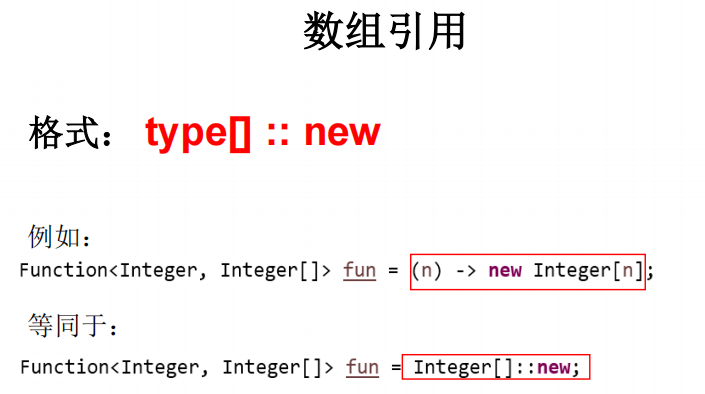 数组引用
格式： type[] :: new
例如：
Function<Integer, Integer[]> fun = (n) -> new Integer[n];
等同于：
Function<Integer, Integer[]> fun = Integer[]::new;